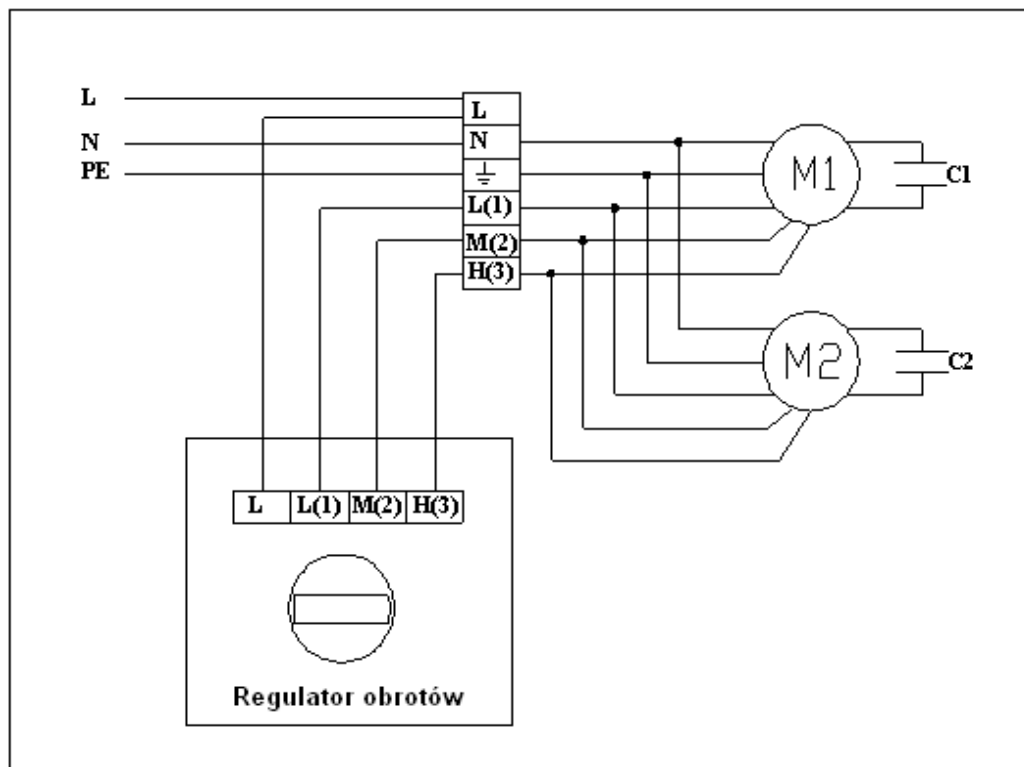 L
N
PE
L
N
L(1)
M(2)
H(3)
M1
C1
M2
C2
L L(1) M(2) H(3)
Regulator obrotów